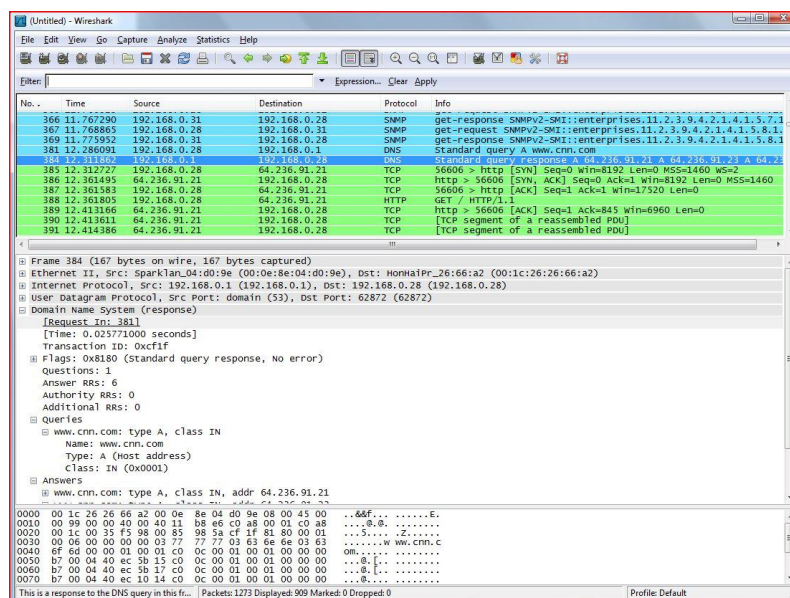 (Untitled) - Wireshark
File Edit View Go Capture Analyze Statistics Help
Filter: Expression... Clear Apply
No. . Time Source Destination Protocol Info
366 11.767290 192.168.0.31 192.168.0.28 SNMP get-response SNMPv2-SMI::enterprises.11.2.3.9.4.2.1.4.1.5.7.1
367 11.768865 192.168.0.28 192.168.0.31 SNMP get-request SNMPv2-SMI::enterprises.11.2.3.9.4.2.1.4.1.5.8.1.
369 11.775952 192.168.0.31 192.168.0.28 SNMP get-response SNMPv2-SMI::enterprises.11.2.3.9.4.2.1.4.1.5.8.1
381 12.286091 192.168.0.28 192.168.0.1 DNS Standard query A www.cnn.com
384 12.311862 192.168.0.1 192.168.0.28 DNS Standard query response A 64.236.91.21 A 64.236.91.23 A 64.23
385 12.312727 192.168.0.28 64.236.91.21 TCP 56606 > http [SYN] Seq=0 Win=8192 Len=0 MSS=1460 WS=2
386 12.361495 64.236.91.21 192.168.0.28 TCP http > 56606 [SYN, ACK] Seq=0 Ack=1 Win=8192 Len=0 MSS=1460
387 12.361583 192.168.0.28 64.236.91.21 TCP 56606 > http [ACK] Seq=1 Ack=1 Win=17520 Len=0
388 12.361805 192.168.0.28 64.236.91.21 HTTP GET / HTTP/1.1
389 12.413166 64.236.91.21 192.168.0.28 TCP http > 56606 [ACK] Seq=1 Ack=845 Win=6960 Len=0
390 12.413611 64.236.91.21 192.168.0.28 TCP [TCP segment of a reassembled PDU]
391 12.414386 64.236.91.21 192.168.0.28 TCP [TCP segment of a reassembled PDU]
Frame 384 (167 bytes on wire, 167 bytes captured)
Ethernet II, Src: Sparklan_04:d0:9e (00:0e:8e:04:d0:9e), Dst: HonHaiPr_26:66:a2 (00:1c:26:26:66:a2)
Internet Protocol, Src: 192.168.0.1 (192.168.0.1), Dst: 192.168.0.28 (192.168.0.28)
User Datagram Protocol, Src Port: domain (53), Dst Port: 62872 (62872)
Domain Name System (response)
[Request In: 381]
[Time: 0.025771000 seconds]
Transaction ID: 0xcf1f
Flags: 0x8180 (Standard query response, No error)
Questions: 1
Answer RRs: 6
Authority RRs: 0
Additional RRs: 0
Queries
www.cnn.com: type A, class IN
Name: www.cnn.com
Type: A (Host address)
Class: IN (0x0001)
Answers
www.cnn.com: type A, class IN, addr 64.236.91.21
0000 00 1c 26 26 66 a2 00 0e 8e 04 d0 9e 08 00 45 00 ..&&f... ......E.
0010 00 99 00 00 40 00 40 11 b8 e6 c0 a8 00 01 c0 a8 ....@.@. ........
0020 00 1c 00 35 f5 98 00 85 98 5a cf 1f 81 80 00 01 ...5.... .Z......
0030 00 06 00 00 00 00 03 77 77 77 03 63 6e 6e 03 63 .......w ww.cnn.c
0040 6f 6d 00 00 01 00 01 c0 0c 00 01 00 01 00 00 00 om...... ........
0050 b7 00 04 40 ec 5b 15 c0 0c 00 01 00 01 00 00 00 ...@.[.. ........
0060 b7 00 04 40 ec 5b 17 c0 0c 00 01 00 01 00 00 00 ...@.[.. ........
0070 b7 00 04 40 ec 10 14 c0 0c 00 01 00 01 00 00 00 ...@.... ........
This is a response to the DNS query in this fr... Packets: 1273 Displayed: 909 Marked: 0 Dropped: 0 Profile: Default